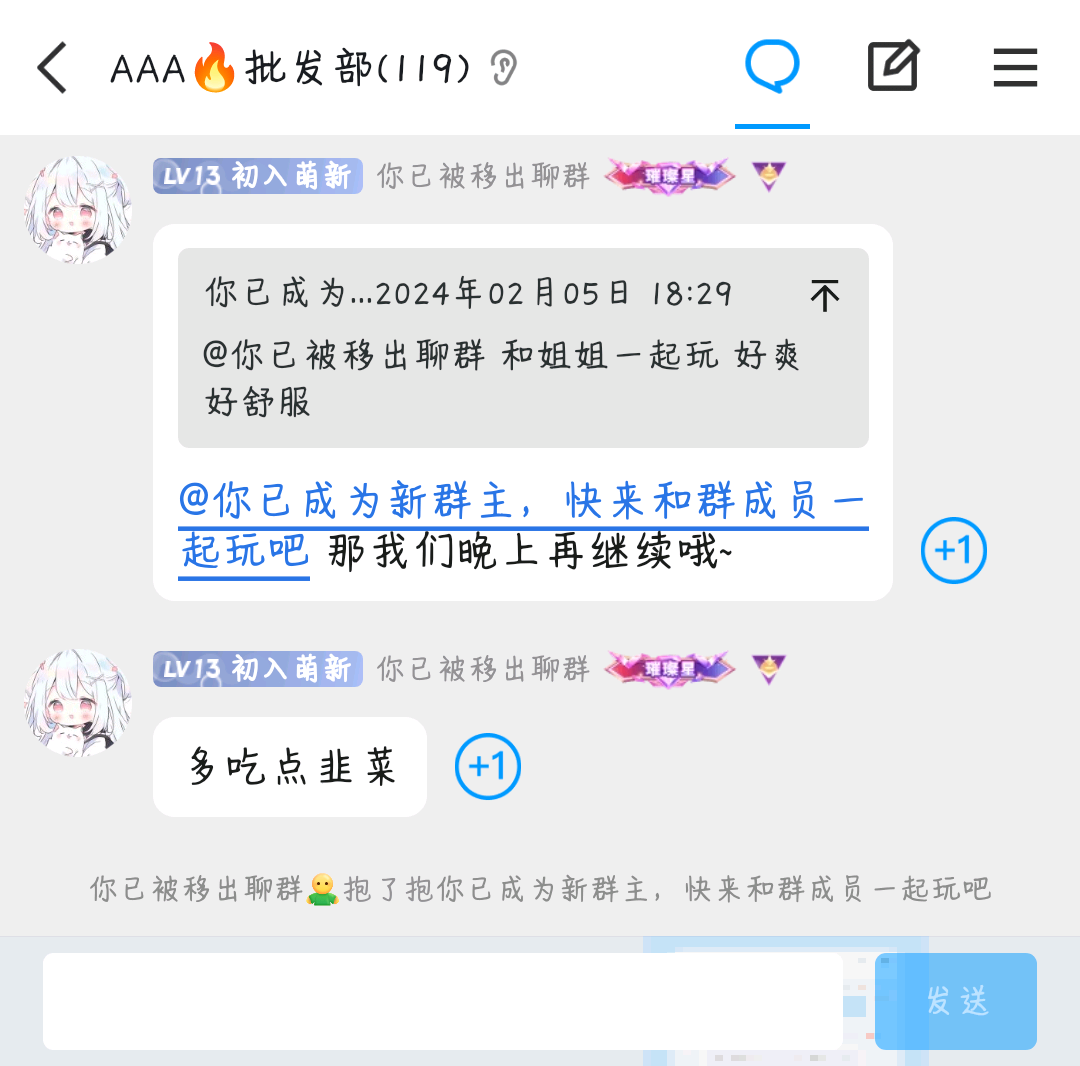 AAA🔥批发部(119)
LV13 初入萌新 你已被移出聊群 璀璨星
你已成为...2024年02月05日 18:29
@你已被移出聊群 和姐姐一起玩 好爽
好舒服
@你已成为新群主，快来和群成员一
起玩吧 那我们晚上再继续哦~
+1
LV13 初入萌新 你已被移出聊群 璀璨星
多吃点韭菜
+1
你已被移出聊群抱了抱你已成为新群主，快来和群成员一起玩吧
发送